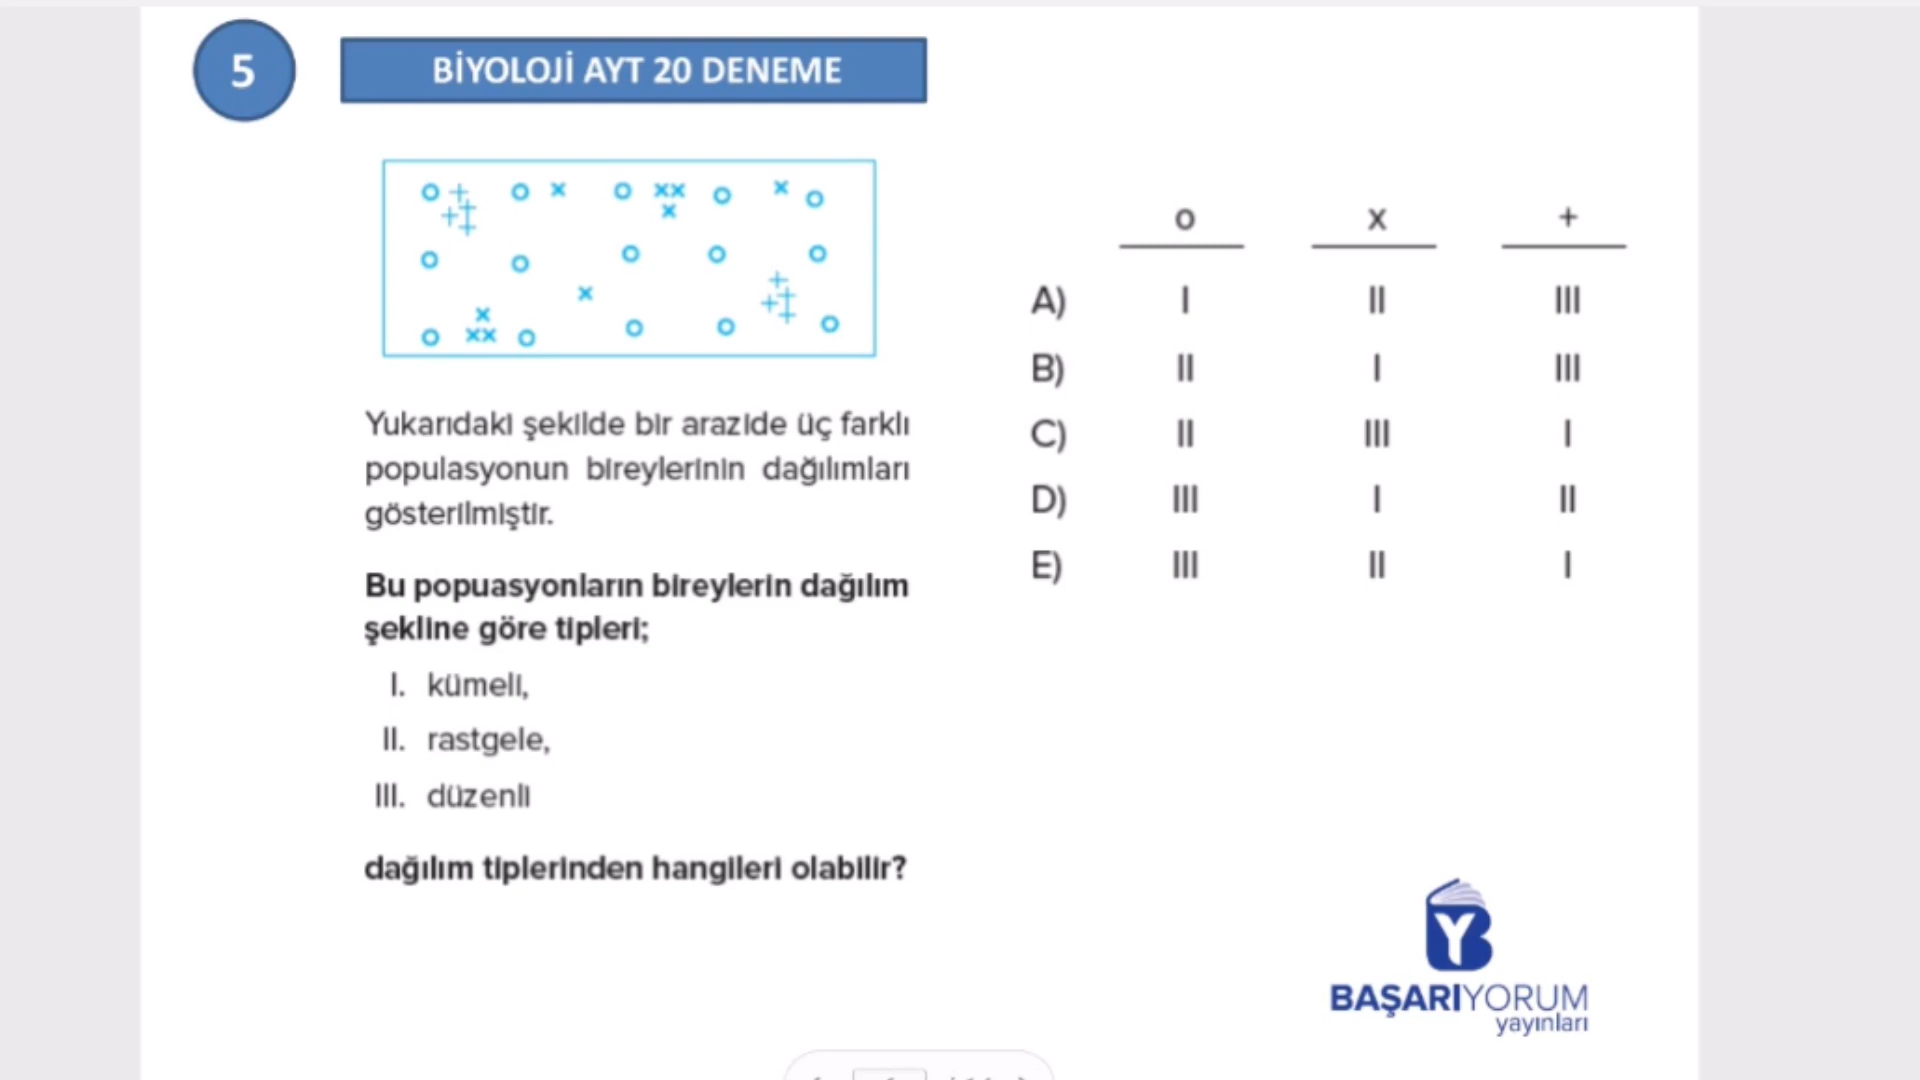 5
BİYOLOJİ AYT 20 DENEME
Yukarıdaki şekilde bir arazide üç farklı
populasyonun bireylerinin dağılımları
gösterilmiştir.
Bu popuasyonların bireylerin dağılım
şekline göre tipleri;
I. kümeli,
II. rastgele,
III. düzenli
dağılım tiplerinden hangileri olabilir?
o x +
A) I II III
B) II I III
C) II III I
D) III I II
E) III II I
BAŞARIYORUM
yayınları